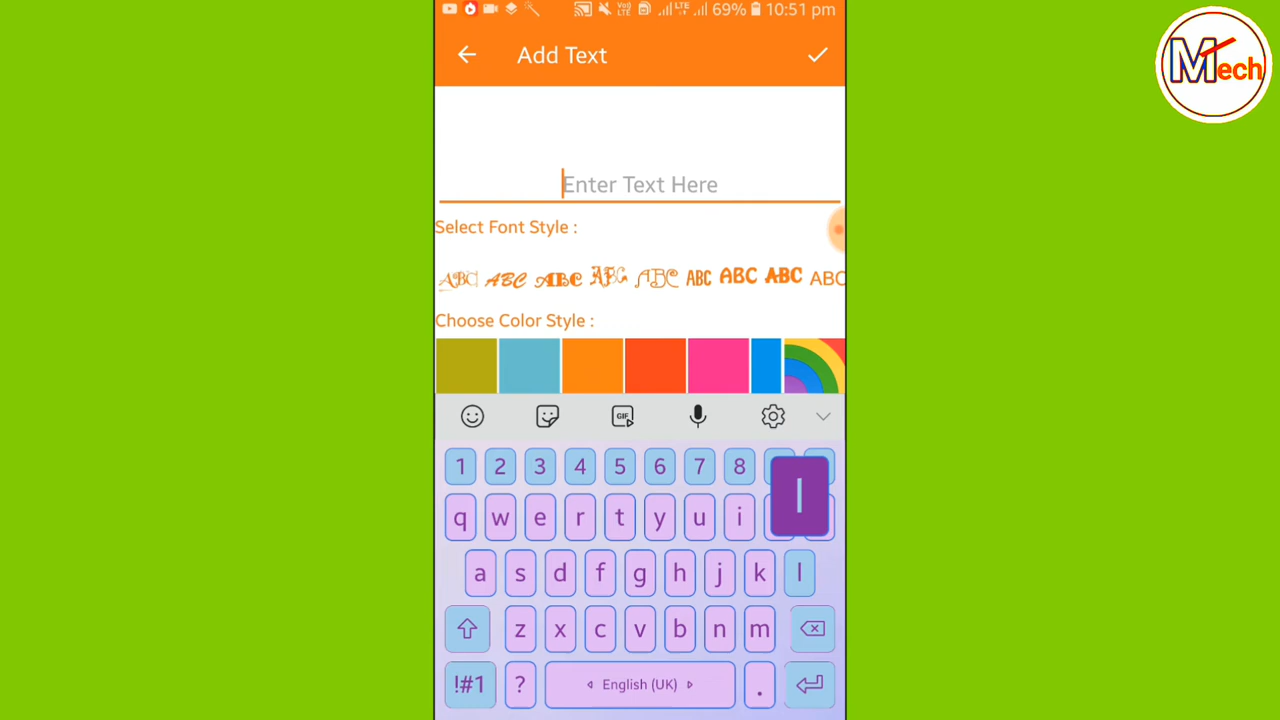 69% 10:51 pm
Mech
Add Text
Enter Text Here
Select Font Style :
ABC ABC ABC ABC ABC ABC ABC ABC ABC
Choose Color Style :
GIF
1 2 3 4 5 6 7 8
l
q w e r t y u i
a s d f g h j k l
z x c v b n m
!#1 ? English (UK) .